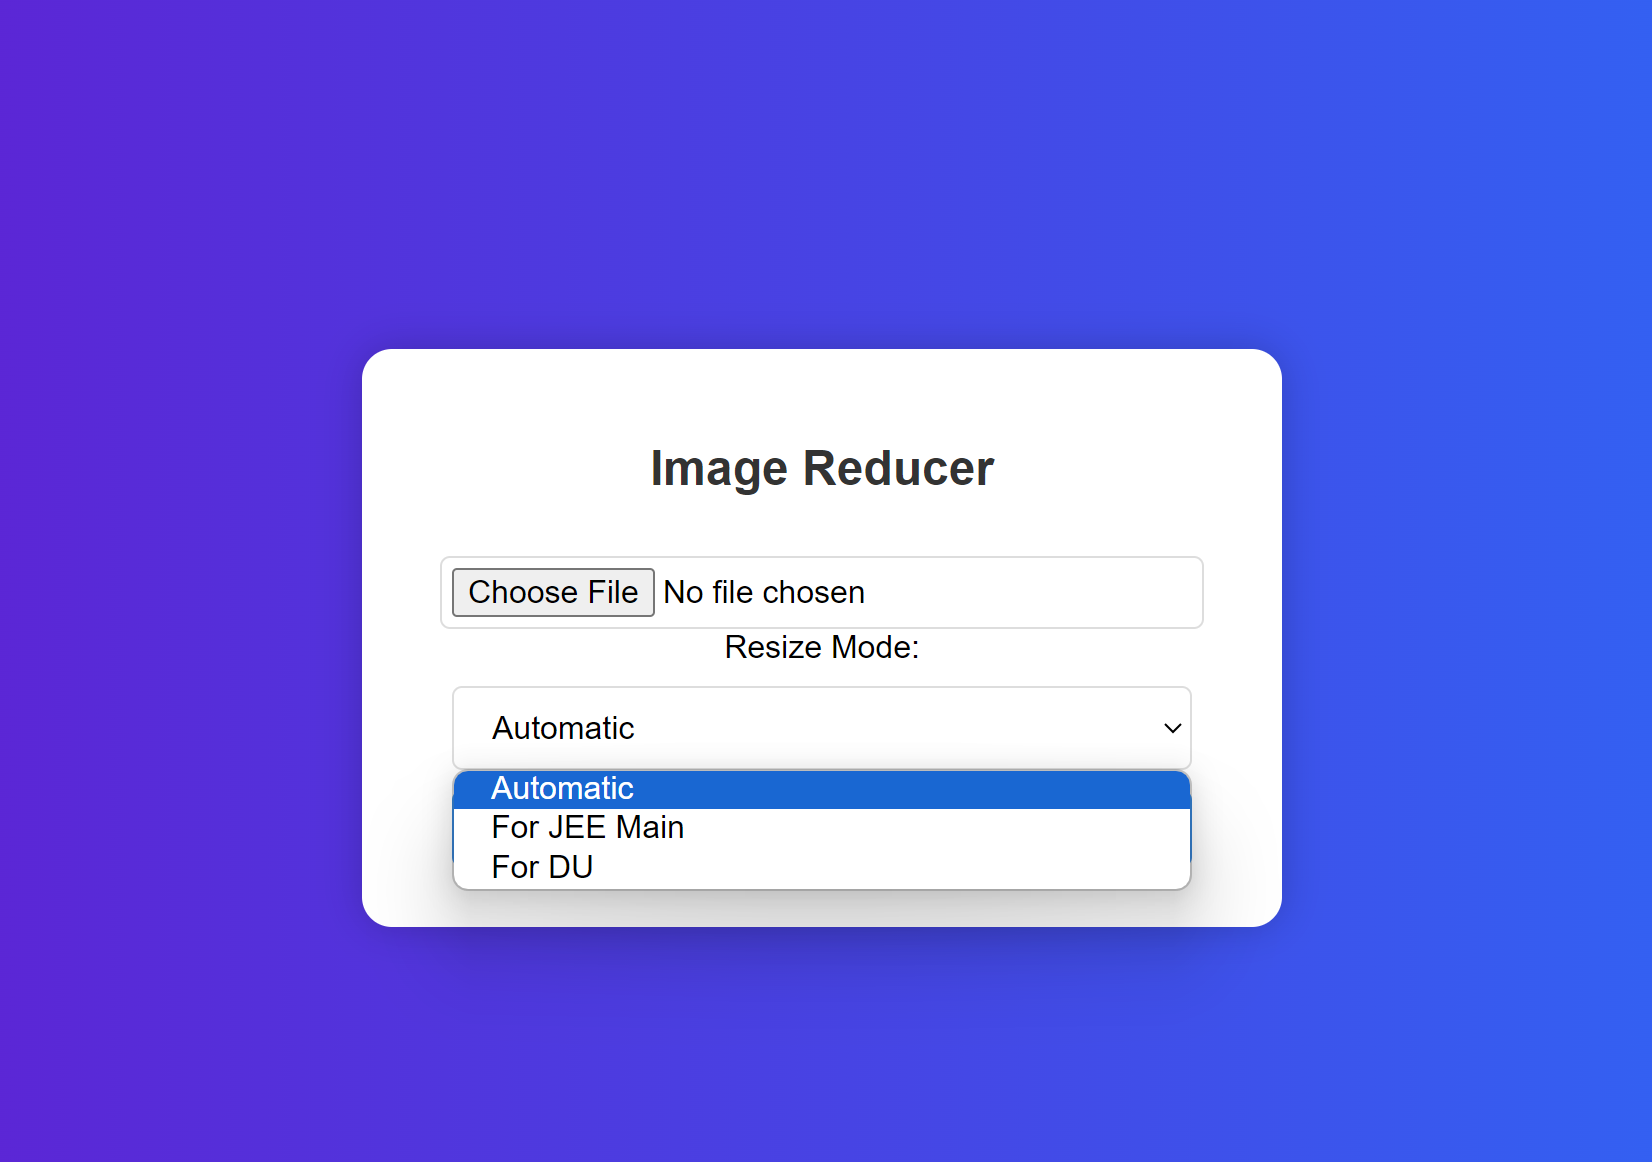 Image Reducer
Choose File No file chosen
Resize Mode:
Automatic
Automatic
For JEE Main
For DU